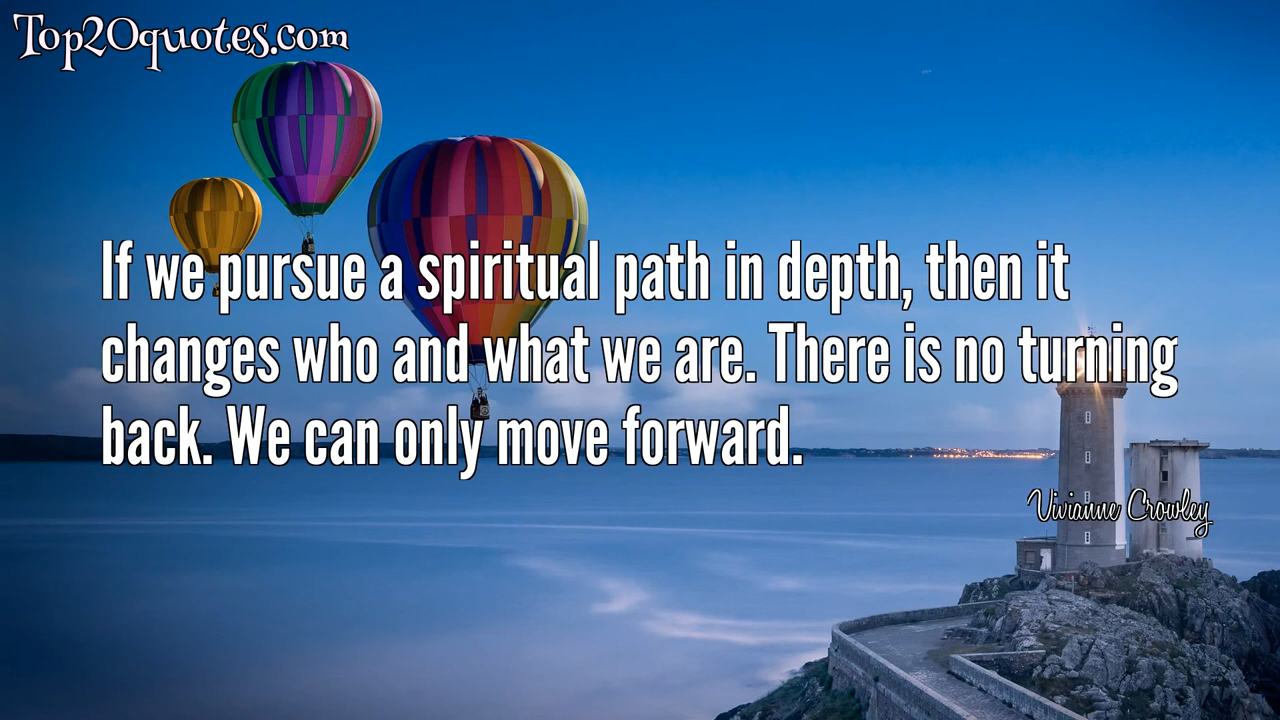 Top20quotes.com
If we pursue a spiritual path in depth, then it
changes who and what we are. There is no turning
back. We can only move forward.
Vivianne Crowley